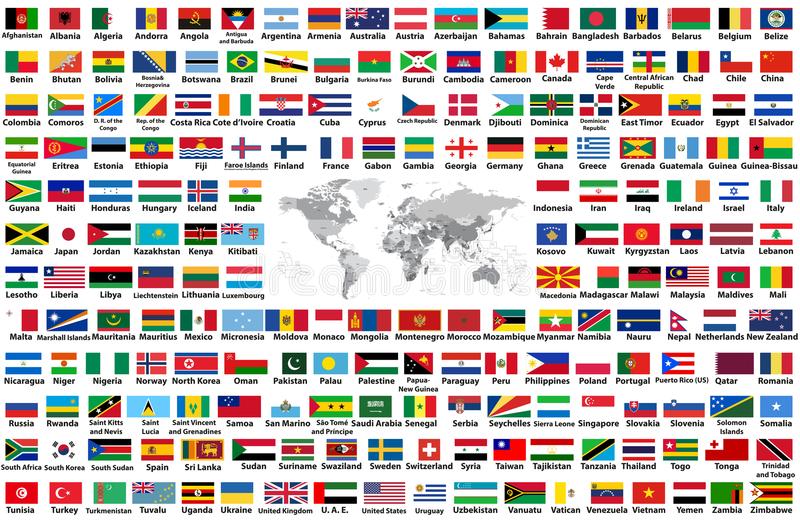 Afghanistan Albania Algeria Andorra Angola Antigua and Barbuda Argentina Armenia Australia Austria Azerbaijan Bahamas Bahrain Bangladesh Barbados Belarus Belgium Belize
Benin Bhutan Bolivia Bosnia& Herzegovina Botswana Brazil Brunei Bulgaria Burkina Faso Burundi Cambodia Cameroon Canada Cape Verde Central African Republic Chad Chile China
Colombia Comoros D. R. of the Congo Rep. of the Congo Costa Rica Cote d'Ivoire Croatia Cuba Cyprus Czech Republic Denmark Djibouti Dominica Dominican Republic East Timor Ecuador Egypt El Salvador
Equatorial Guinea Eritrea Estonia Ethiopia Fiji Faroe Islands Finland France Gabon Gambia Georgia Germany Ghana Greece Grenada Guatemala Guinea Guinea-Bissau
Guyana Haiti Honduras Hungary Iceland India Indonesia Iran Iraq Ireland Israel Italy
Jamaica Japan Jordan Kazakhstan Kenya Kitibati Kosovo Kuwait Kyrgyzstan Laos Latvia Lebanon
Lesotho Liberia Libya Liechtenstein Lithuania Luxembourg Macedonia Madagascar Malawi Malaysia Maldives Mali
Malta Marshall Islands Mauritania Mauritius Mexico Micronesia Moldova Monaco Mongolia Montenegro Morocco Mozambique Myanmar Namibia Nauru Nepal Netherlands New Zealand
Nicaragua Niger Nigeria Norway North Korea Oman Pakistan Palau Palestine Papua- New Guinea Paraguay Peru Philippines Poland Portugal Puerto Rico (US) Qatar Romania
Russia Rwanda Saint Kitts and Nevis Saint Lucia Saint Vincent and Grenadines Samoa San Marino São Tomé and Príncipe Saudi Arabia Senegal Serbia Seychelles Sierra Leone Singapore Slovakia Slovenia Solomon Islands Somalia
South Africa South Korea South Sudan Spain Sri Lanka Sudan Suriname Swaziland Sweden Switzerland Syria Taiwan Tajikistan Tanzania Thailand Togo Tonga Trinidad and Tobago
Tunisia Turkey Turkmenistan Tuvalu Uganda Ukraine United Kingdom U. A. E. United States Uruguay Uzbekistan Vanuatu Vatican Venezuela Vietnam Yemen Zambia Zimbabwe